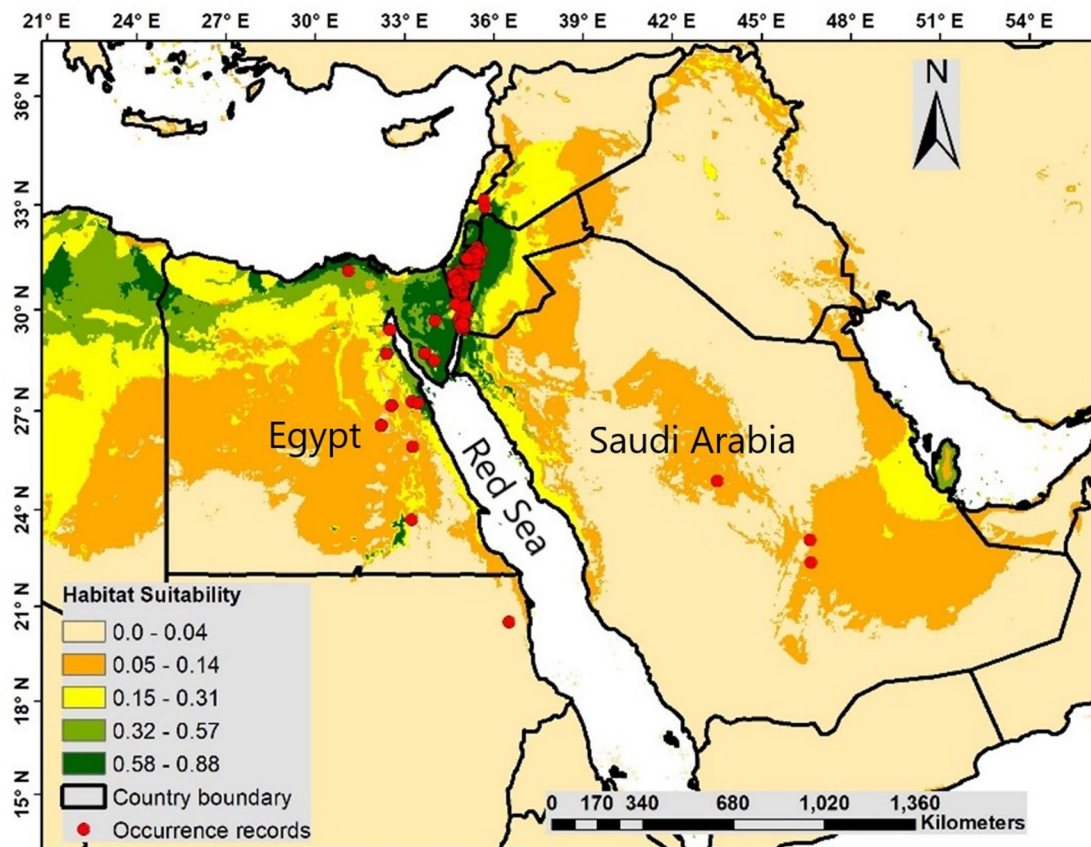 21° E 24° E 27° E 30° E 33° E 36° E 39° E 42° E 45° E 48° E 51° E 54° E
36° N
33° N
30° N
27° N
24° N
21° N
18° N
15° N
N
Egypt
Red Sea
Saudi Arabia
Habitat Suitability
0.0 - 0.04
0.05 - 0.14
0.15 - 0.31
0.32 - 0.57
0.58 - 0.88
Country boundary
Occurrence records
0 170 340 680 1,020 1,360
Kilometers